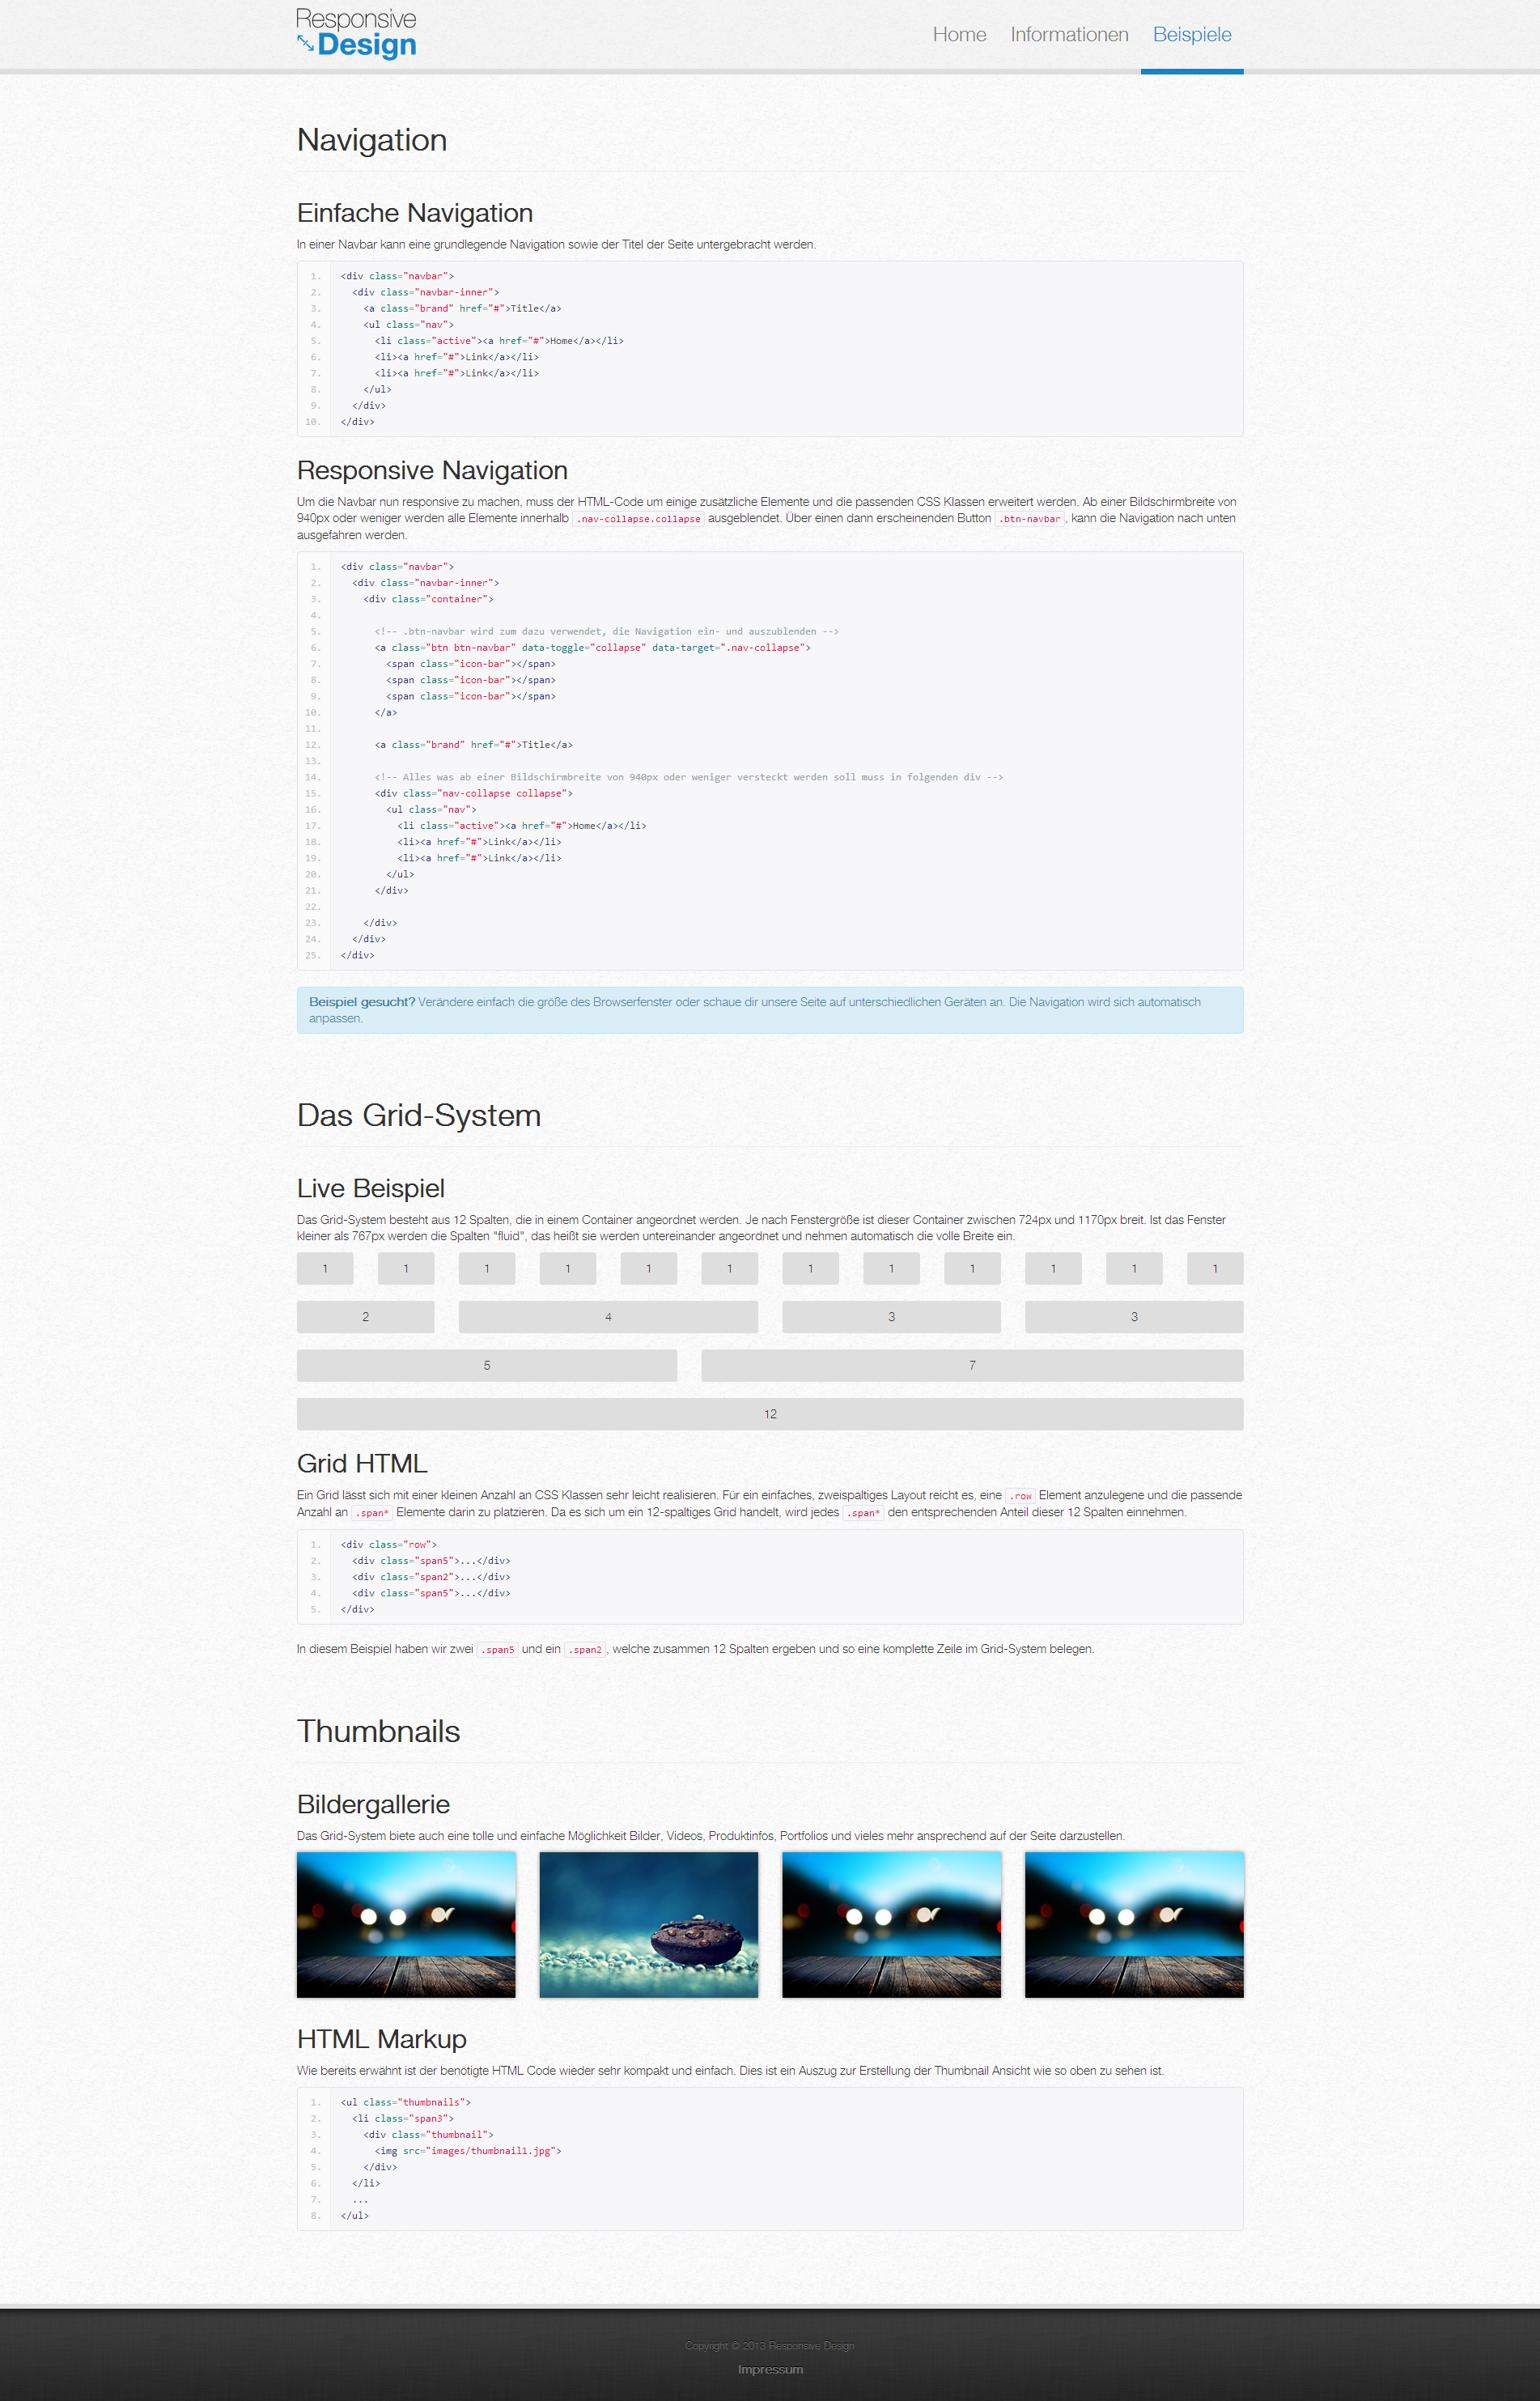 Responsive
Design
Home Informationen Beispiele
Navigation
Einfache Navigation
In einer Navbar kann eine grundlegende Navigation sowie der Titel der Seite untergebracht werden.
1. <div class="navbar">
2. <div class="navbar-inner">
3. <a class="brand" href="#">Title</a>
4. <ul class="nav">
5. <li class="active"><a href="#">Home</a></li>
6. <li><a href="#">Link</a></li>
7. <li><a href="#">Link</a></li>
8. </ul>
9. </div>
10. </div>
Responsive Navigation
Um die Navbar nun responsive zu machen, muss der HTML-Code um einige zusätzliche Elemente und die passenden CSS Klassen erweitert werden. Ab einer Bildschirmbreite von
940px oder weniger werden alle Elemente innerhalb .nav-collapse.collapse ausgeblendet. Über einen dann erscheinenden Button .btn-navbar, kann die Navigation nach unten
ausgefahren werden.
1. <div class="navbar">
2. <div class="navbar-inner">
3. <div class="container">
4.
5. <!-- .btn-navbar wird zum dazu verwendet, die Navigation ein- und auszublenden -->
6. <a class="btn btn-navbar" data-toggle="collapse" data-target=".nav-collapse">
7. <span class="icon-bar"></span>
8. <span class="icon-bar"></span>
9. <span class="icon-bar"></span>
10. </a>
11.
12. <a class="brand" href="#">Title</a>
13.
14. <!-- Alles was ab einer Bildschirmbreite von 940px oder weniger versteckt werden soll muss in folgenden div -->
15. <div class="nav-collapse collapse">
16. <ul class="nav">
17. <li class="active"><a href="#">Home</a></li>
18. <li><a href="#">Link</a></li>
19. <li><a href="#">Link</a></li>
20. </ul>
21. </div>
22.
23. </div>
24. </div>
25. </div>
Beispiel gesucht? Verändere einfach die größe des Browserfenster oder schaue dir unsere Seite auf unterschiedlichen Geräten an. Die Navigation wird sich automatisch
anpassen.
Das Grid-System
Live Beispiel
Das Grid-System besteht aus 12 Spalten, die in einem Container angeordnet werden. Je nach Fenstergröße ist dieser Container zwischen 724px und 1170px breit. Ist das Fenster
kleiner als 767px werden die Spalten "fluid", das heißt sie werden untereinander angeordnet und nehmen automatisch die volle Breite ein.
1 1 1 1 1 1 1 1 1 1 1 1
2 4 3 3
5 7
12
Grid HTML
Ein Grid lässt sich mit einer kleinen Anzahl an CSS Klassen sehr leicht realisieren. Für ein einfaches, zweispaltiges Layout reicht es, eine .row Element anzulegene und die passende
Anzahl an .span* Elemente darin zu platzieren. Da es sich um ein 12-spaltiges Grid handelt, wird jedes .span* den entsprechenden Anteil dieser 12 Spalten einnehmen.
1. <div class="row">
2. <div class="span5">...</div>
3. <div class="span2">...</div>
4. <div class="span5">...</div>
5. </div>
In diesem Beispiel haben wir zwei .span5 und ein .span2, welche zusammen 12 Spalten ergeben und so eine komplette Zeile im Grid-System belegen.
Thumbnails
Bildergallerie
Das Grid-System biete auch eine tolle und einfache Möglichkeit Bilder, Videos, Produktinfos, Portfolios und vieles mehr ansprechend auf der Seite darzustellen.
HTML Markup
Wie bereits erwähnt ist der benötigte HTML Code wieder sehr kompakt und einfach. Dies ist ein Auszug zur Erstellung der Thumbnail Ansicht wie so oben zu sehen ist.
1. <ul class="thumbnails">
2. <li class="span3">
3. <div class="thumbnail">
4. <img src="images/thumbnail1.jpg">
5. </div>
6. </li>
7. ...
8. </ul>
Copyright © 2013 Responsive Design
Impressum